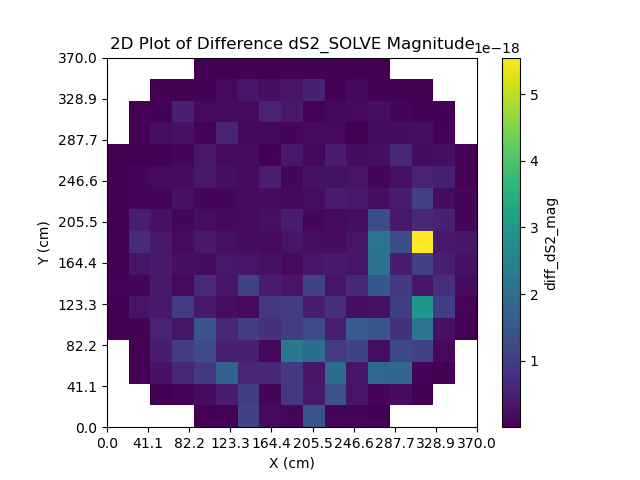 2D Plot of Difference dS2_SOLVE Magnitude
1e−18
370.0
328.9
287.7
246.6
205.5
164.4
123.3
82.2
41.1
0.0
Y (cm)
0.0 41.1 82.2 123.3 164.4 205.5 246.6 287.7 328.9 370.0
X (cm)
5
4
3
2
1
diff_dS2_mag